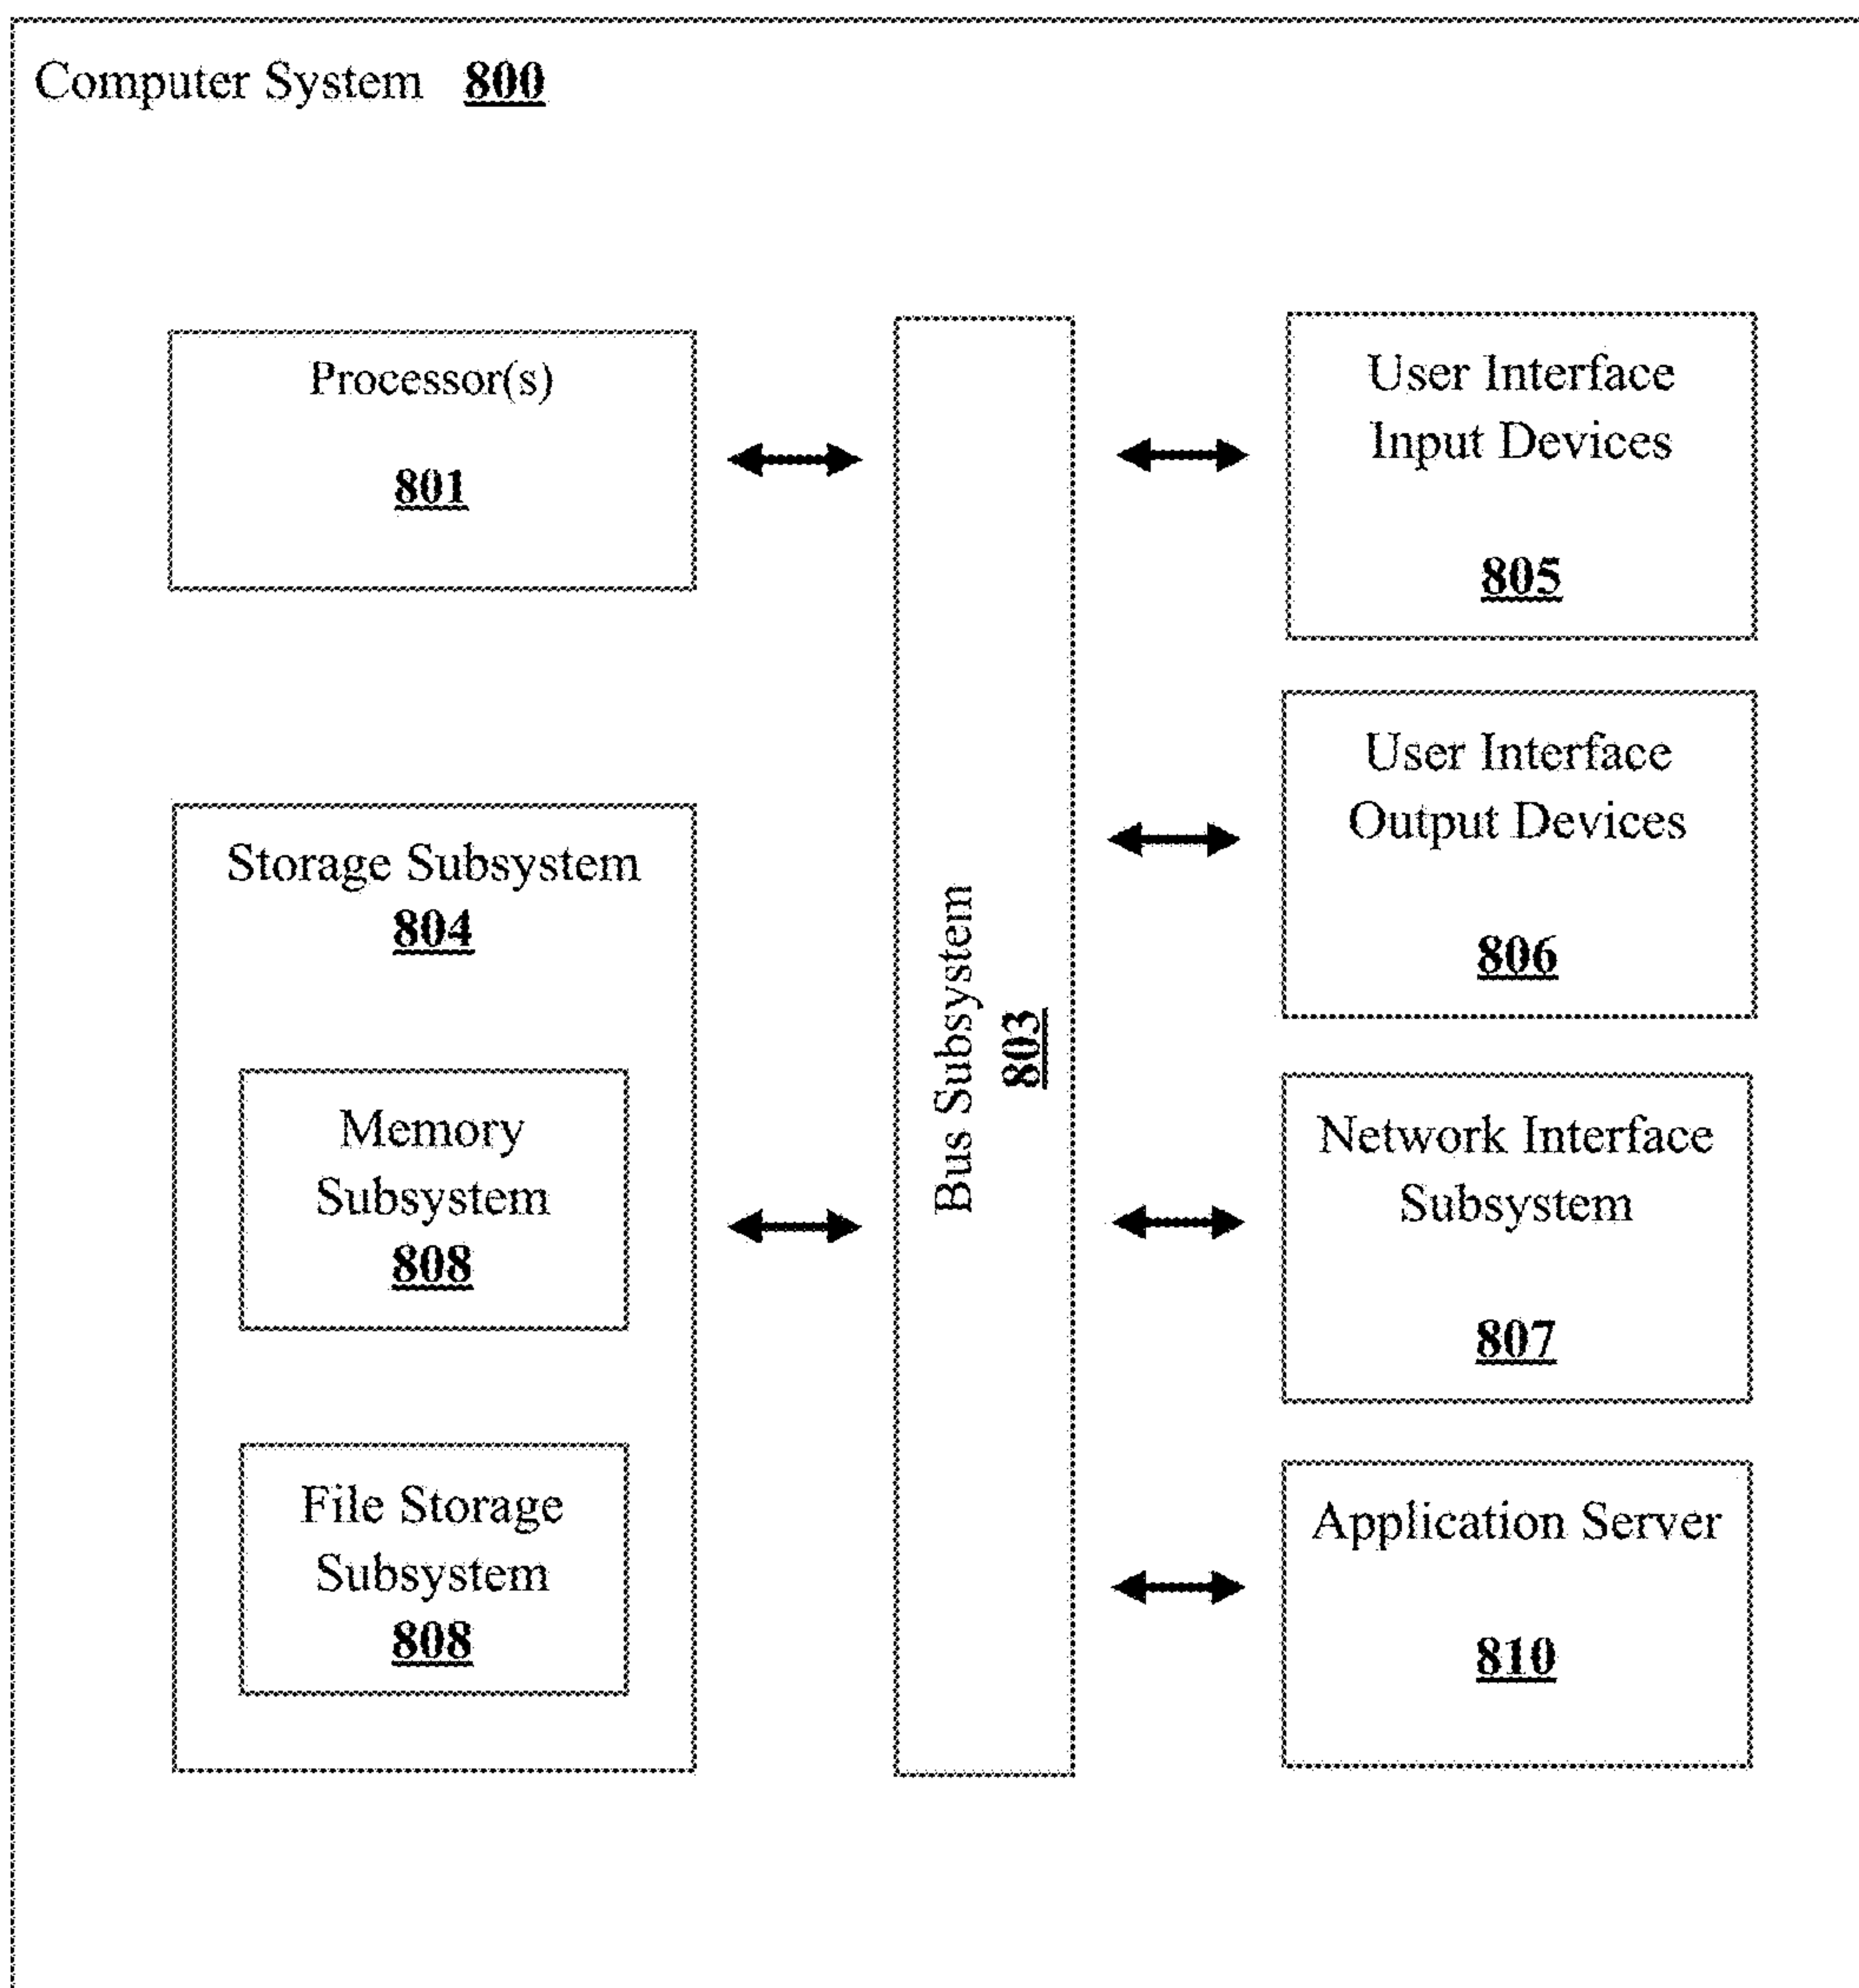 Computer System 800
Processor(s)
801
Storage Subsystem
804
Memory
Subsystem
808
File Storage
Subsystem
808
Bus Subsystem
803
User Interface
Input Devices
805
User Interface
Output Devices
806
Network Interface
Subsystem
807
Application Server
810